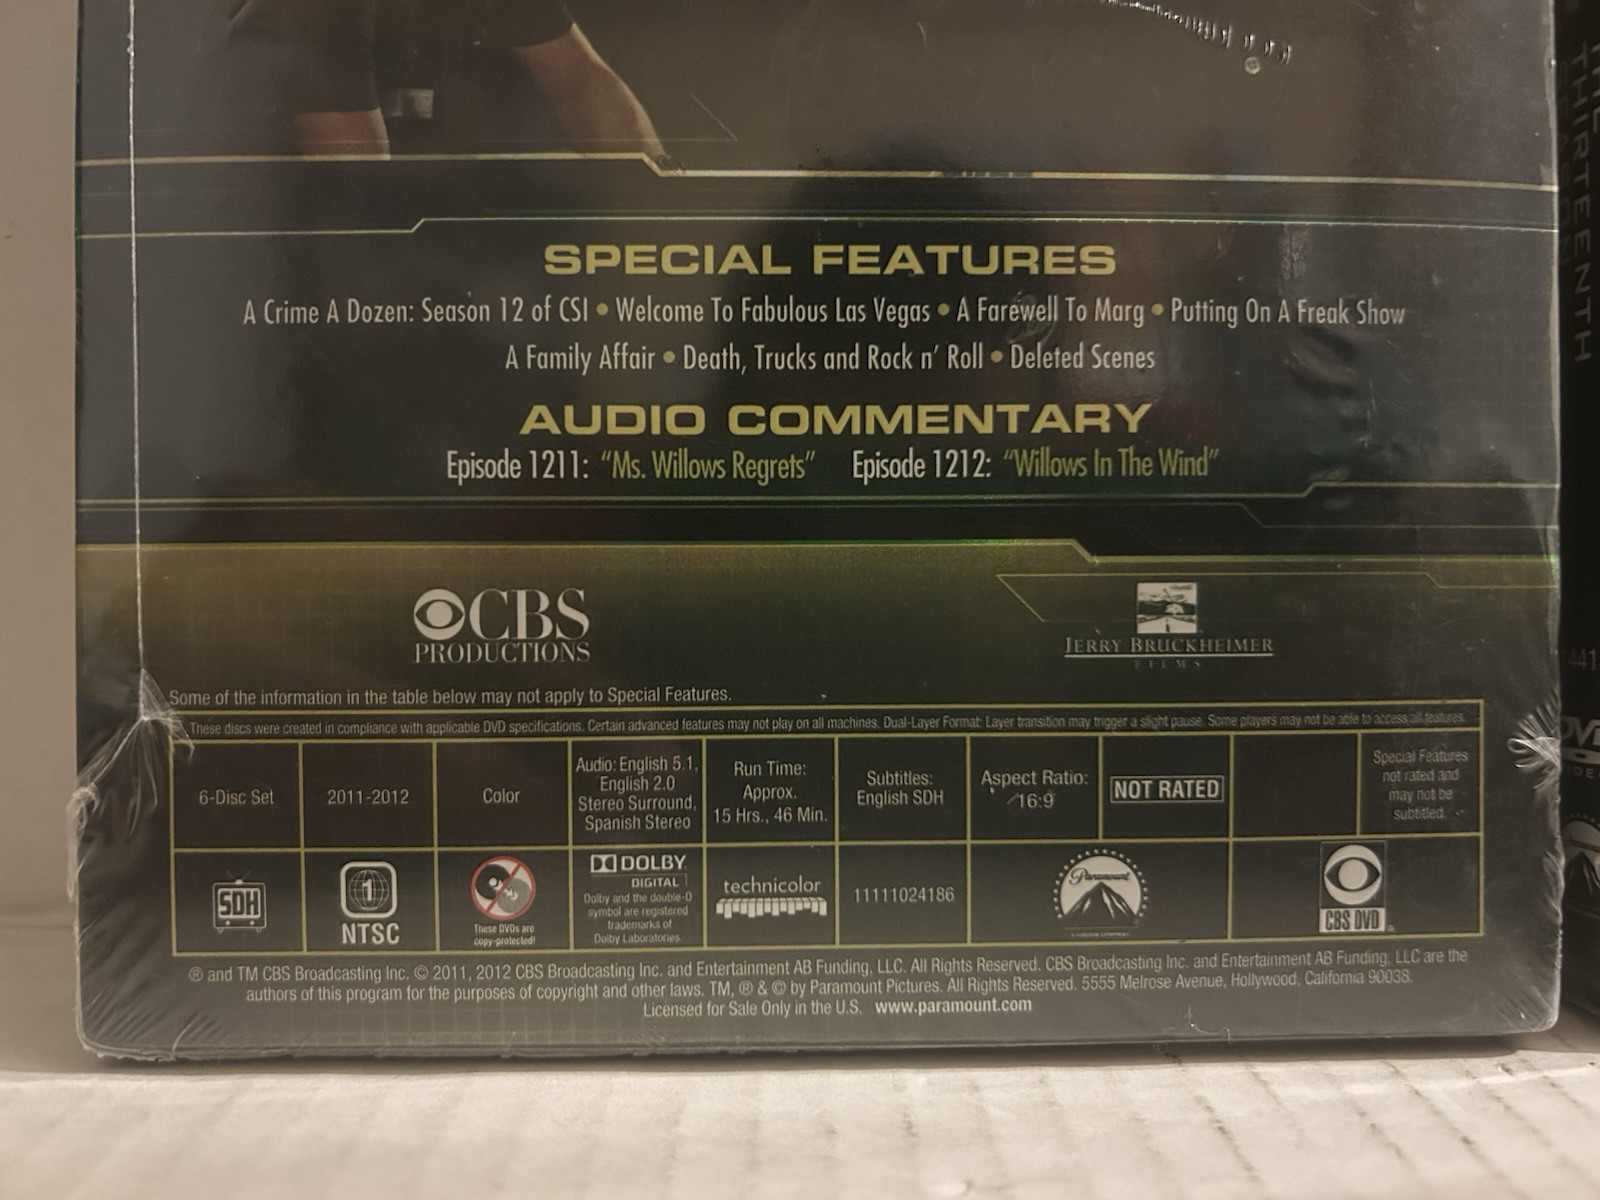 SPECIAL FEATURES
A Crime A Dozen: Season 12 of CSI • Welcome To Fabulous Las Vegas • A Farewell To Marg • Putting On A Freak Show
A Family Affair • Death, Trucks and Rock n' Roll • Deleted Scenes
AUDIO COMMENTARY
Episode 1211: "Ms. Willows Regrets" Episode 1212: "Willows In The Wind"
CBS
PRODUCTIONS
JERRY BRUCKHEIMER
FILMS
Some of the information in the table below may not apply to Special Features.
These discs were created in compliance with applicable DVD specifications. Certain advanced features may not play on all machines. Dual-Layer Format: Layer transition may trigger a slight pause. Some players may not be able to access all features.
6-Disc Set
2011-2012
Color
Audio: English 5.1,
English 2.0
Stereo Surround,
Spanish Stereo
Run Time:
Approx.
15 Hrs., 46 Min.
Subtitles:
English SDH
Aspect Ratio:
16:9
NOT RATED
Special Features
not rated and
may not be
subtitled.
SDH
1
NTSC
These DVDs are
copy-protected!
DOLBY
DIGITAL
Dolby and the double-D
symbol are registered
trademarks of
Dolby Laboratories.
technicolor
11111024186
Paramount
CBS DVD
® and TM CBS Broadcasting Inc. © 2011, 2012 CBS Broadcasting Inc. and Entertainment AB Funding, LLC. All Rights Reserved. CBS Broadcasting Inc. and Entertainment AB Funding, LLC are the
authors of this program for the purposes of copyright and other laws. TM, ® & © by Paramount Pictures. All Rights Reserved. 5555 Melrose Avenue, Hollywood, California 90038.
Licensed for Sale Only in the U.S. www.paramount.com
THIRTEENTH